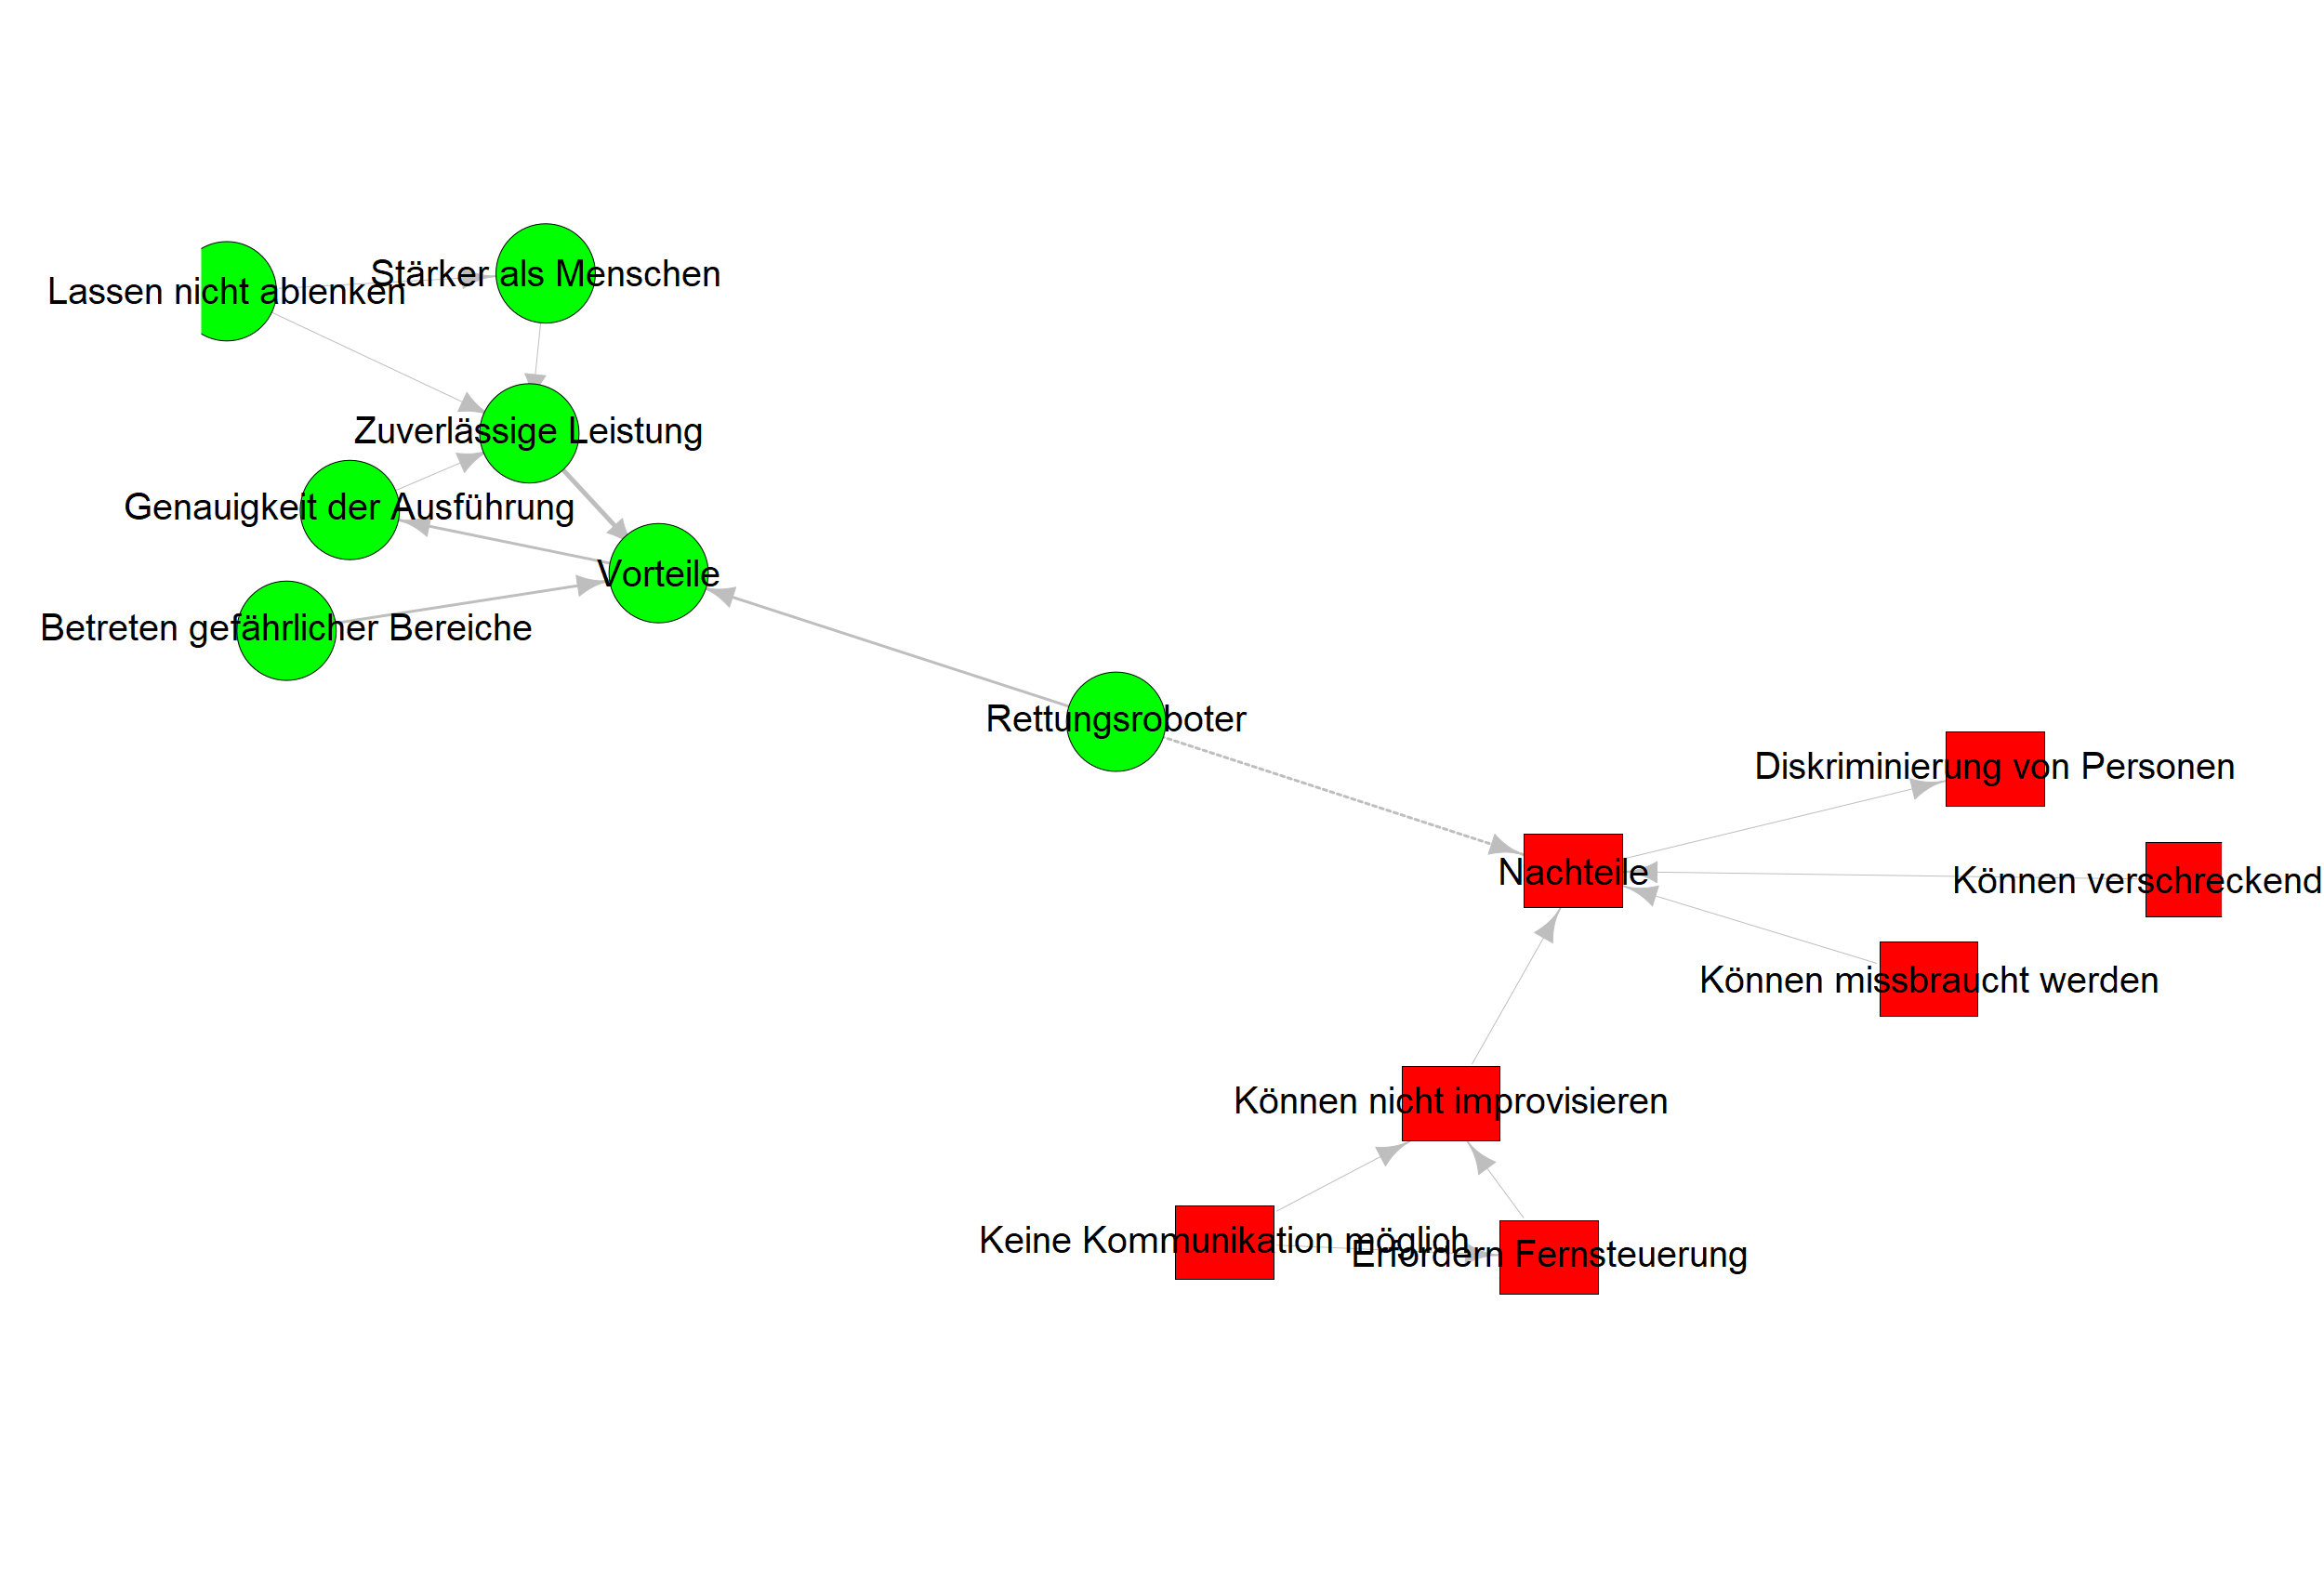 Stärker als Menschen
Lassen nicht ablenken
Zuverlässige Leistung
Genauigkeit der Ausführung
Vorteile
Betreten gefährlicher Bereiche
Rettungsroboter
Diskriminierung von Personen
Nachteile
Können verschreckend
Können missbraucht werden
Können nicht improvisieren
Keine Kommunikation möglich
Erfordern Fernsteuerung